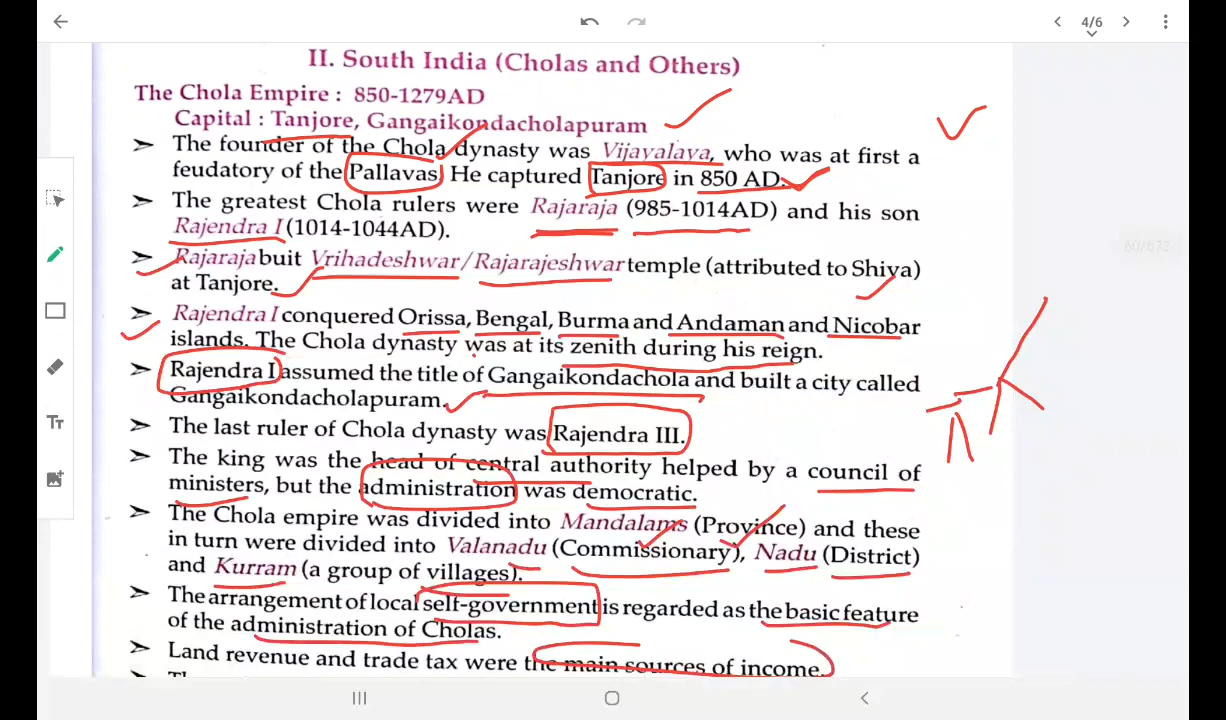 4/6
II. South India (Cholas and Others)
The Chola Empire : 850-1279AD
Capital : Tanjore, Gangaikondacholapuram
➤ The founder of the Chola dynasty was Vijayalaya, who was at first a
feudatory of the Pallavas. He captured Tanjore in 850 AD.
➤ The greatest Chola rulers were Rajaraja (985-1014AD) and his son
Rajendra I (1014-1044AD).
➤ Rajaraja buit Vrihadeshwar/Rajarajeshwar temple (attributed to Shiva)
at Tanjore.
➤ Rajendra I conquered Orissa, Bengal, Burma and Andaman and Nicobar
islands. The Chola dynasty was at its zenith during his reign.
➤ Rajendra I assumed the title of Gangaikondachola and built a city called
Gangaikondacholapuram.
➤ The last ruler of Chola dynasty was Rajendra III.
➤ The king was the head of central authority helped by a council of
ministers, but the administration was democratic.
➤ The Chola empire was divided into Mandalams (Province) and these
in turn were divided into Valanadu (Commissionary), Nadu (District)
and Kurram (a group of villages).
➤ The arrangement of local self-government is regarded as the basic feature
of the administration of Cholas.
➤ Land revenue and trade tax were the main sources of income.
60/672
Tт